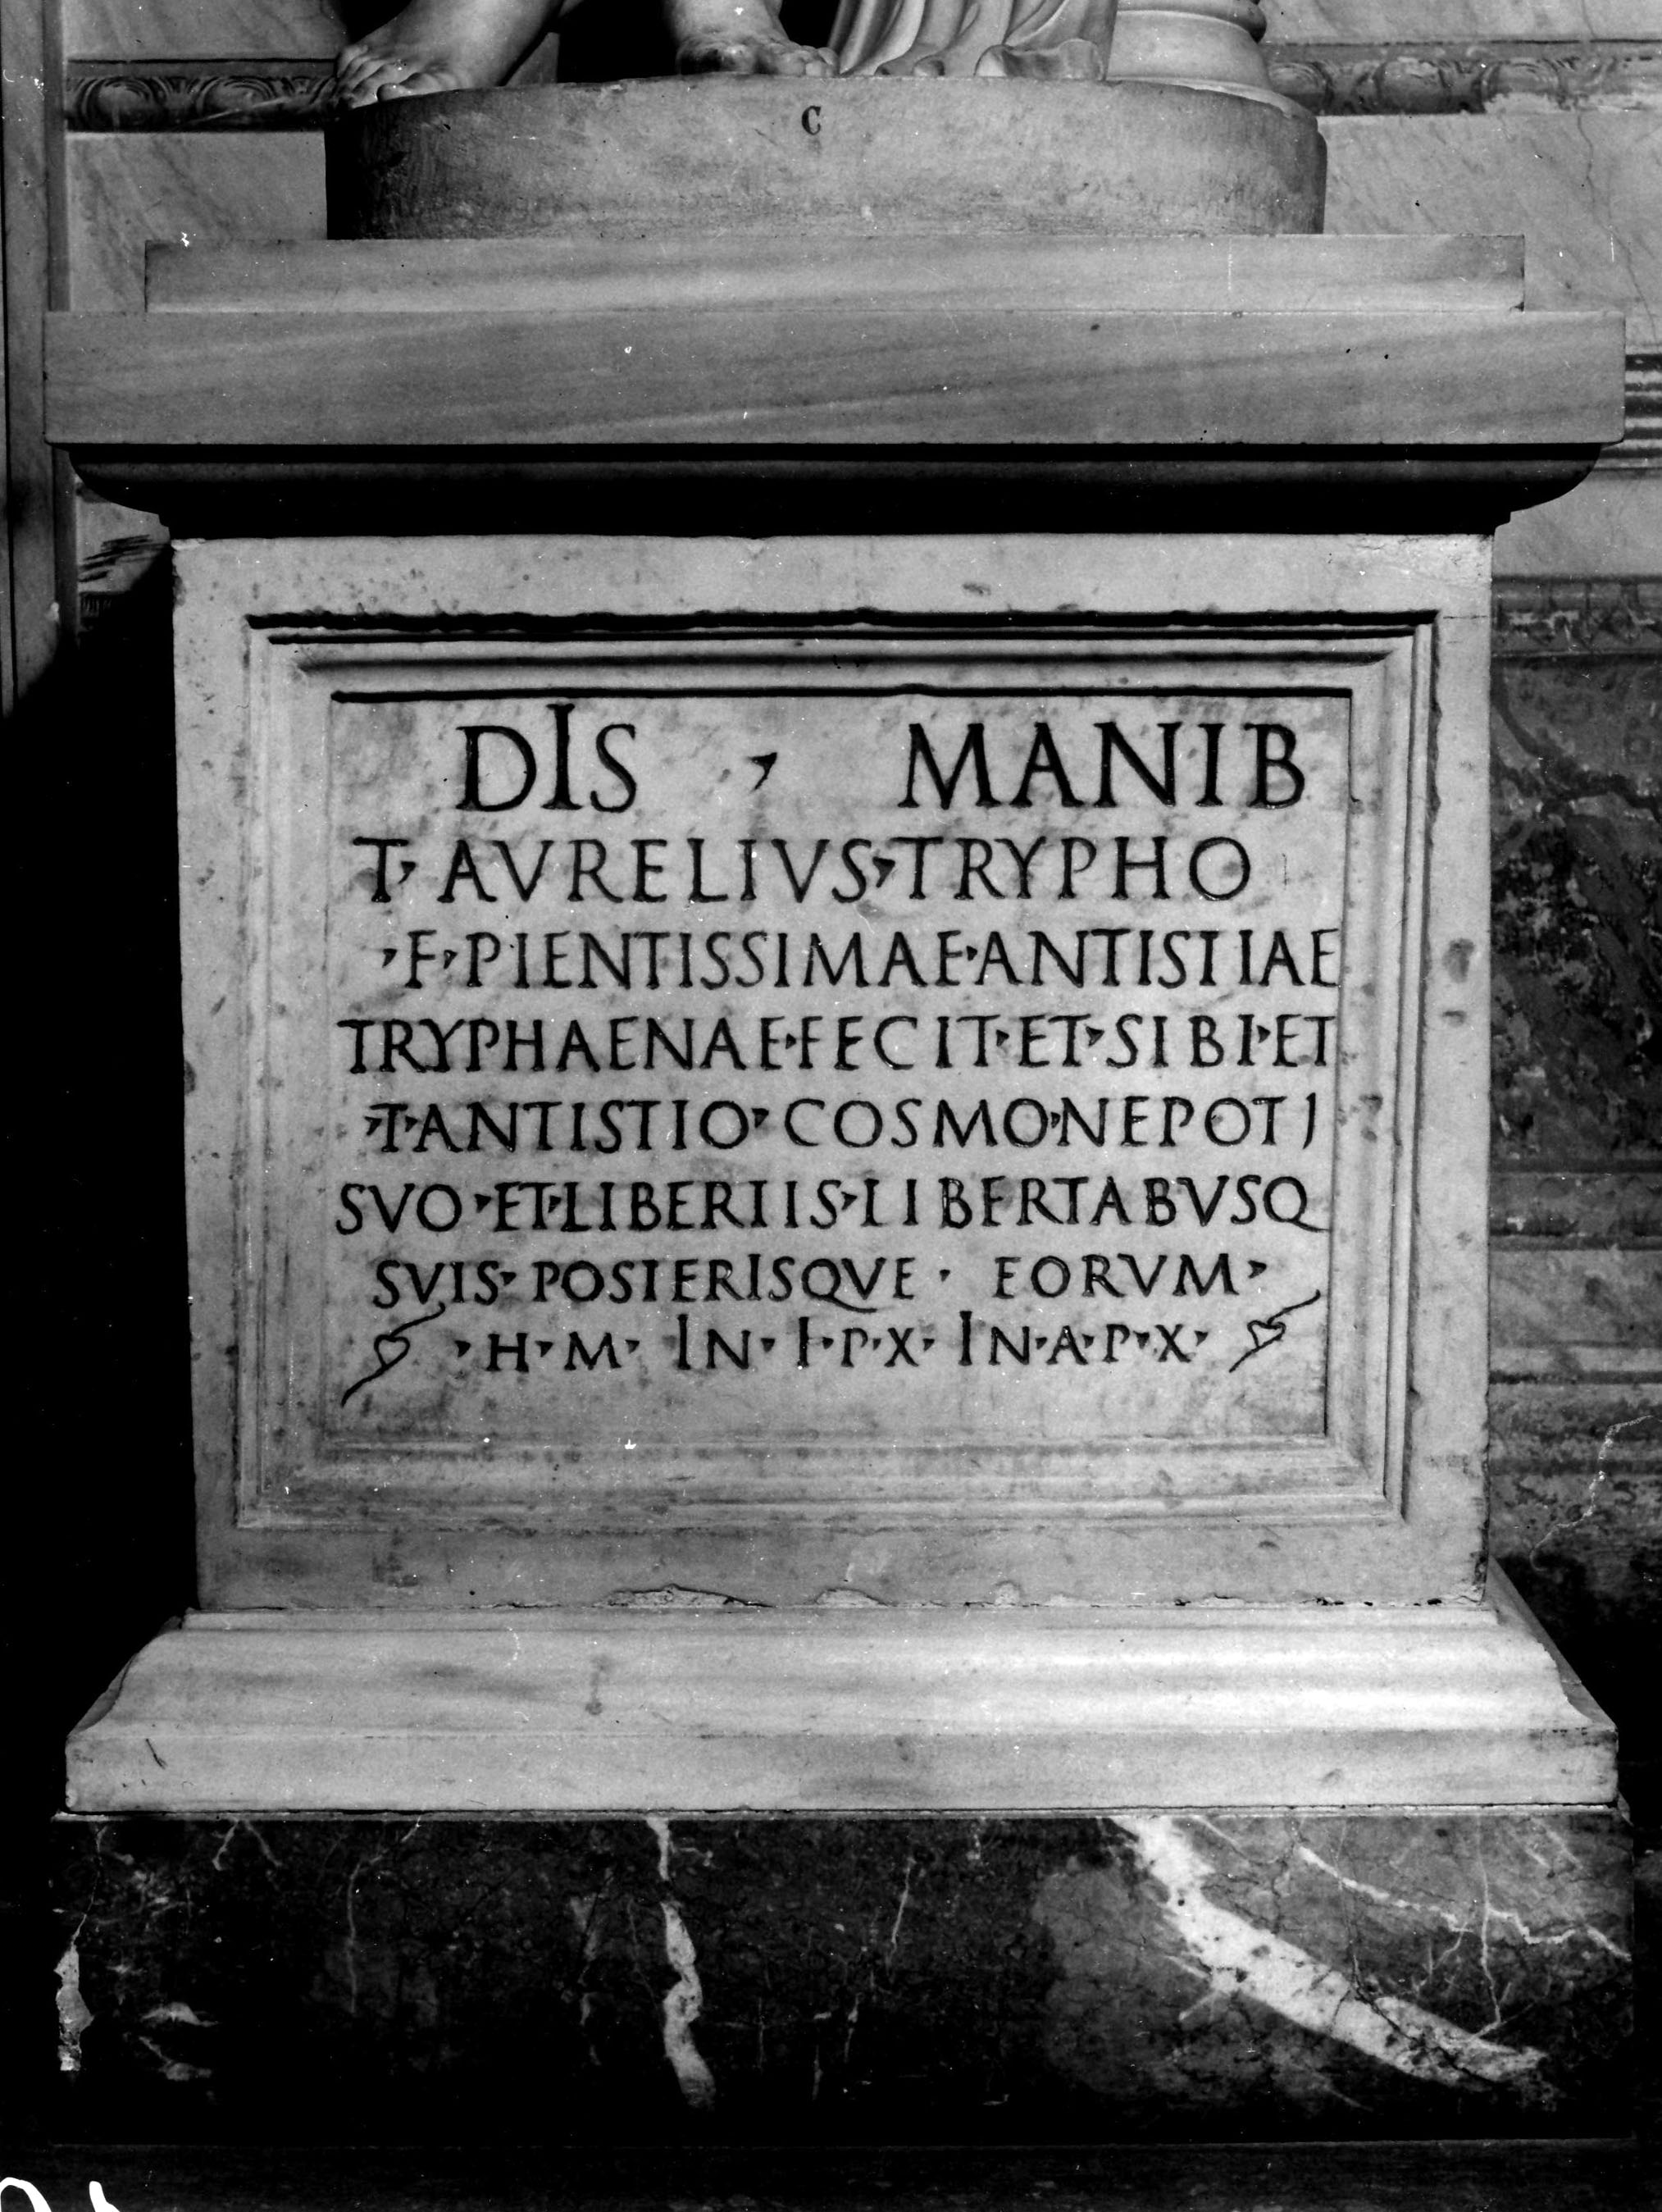 C
DIS · MANIB
T· AVRELIVS·TRYPHO
·F·PIENTISSIMAE·ANTISTIAE
TRYPHAENAE·FECIT·ET·SIBI·ET
·T·ANTISTIO·COSMO·NEPOTI
SVO·ET·LIBERTIS·LIBERTABVSQ
SVIS·POSTERISQVE · EORVM·
·H·M· IN·F·P·X· IN·A·P·X·